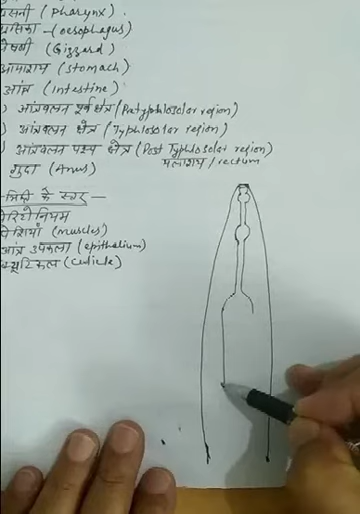 ग्रसनी (Pharynx).
ग्रसिका - (oesophagus)
पेषणी (Gizzard)
आमाशय (Stomach)
आंत्र (Intestine)
) आंत्रवलन पूर्व क्षेत्र (region)
) आंत्रवलन क्षेत्र (Typhlosolar region)
) आंत्रवलन पश्च क्षेत्र (Post Typhlosolar region)
गुदा (Anus) मलाशय / rectum
भित्ति के स्तर -
पेरिटोनियम
पेशियाँ (muscles)
आंत्र उपकला (epithelium)
क्यूटिकल (Cuticle)